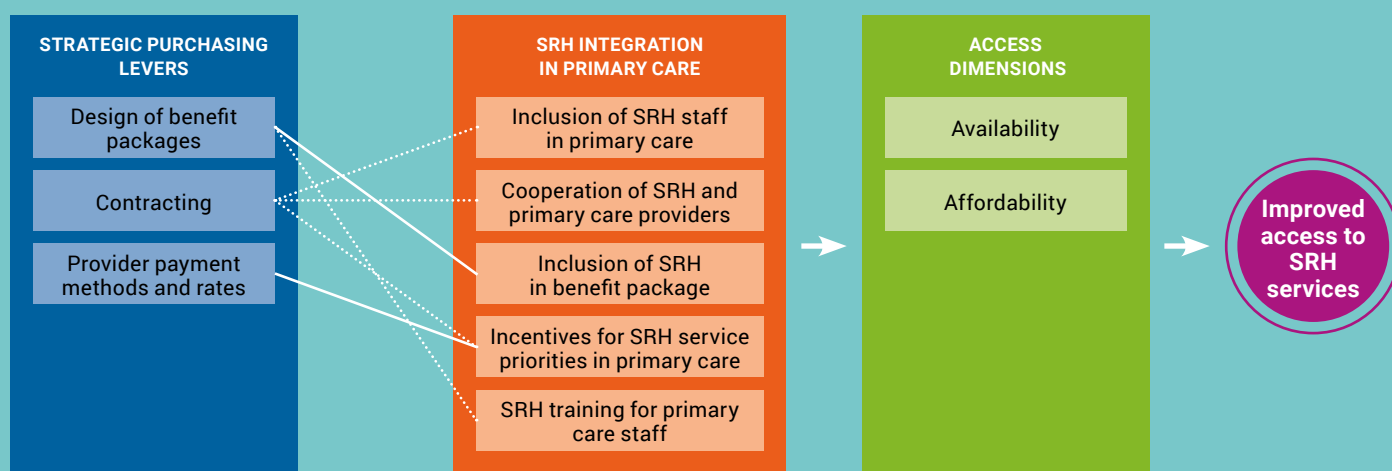 STRATEGIC PURCHASING
LEVERS
Design of benefit
packages
Contracting
Provider payment
methods and rates
SRH INTEGRATION
IN PRIMARY CARE
Inclusion of SRH staff
in primary care
Cooperation of SRH and
primary care providers
Inclusion of SRH
in benefit package
Incentives for SRH service
priorities in primary care
SRH training for primary
care staff
ACCESS
DIMENSIONS
Availability
Affordability
Improved
access to
SRH
services